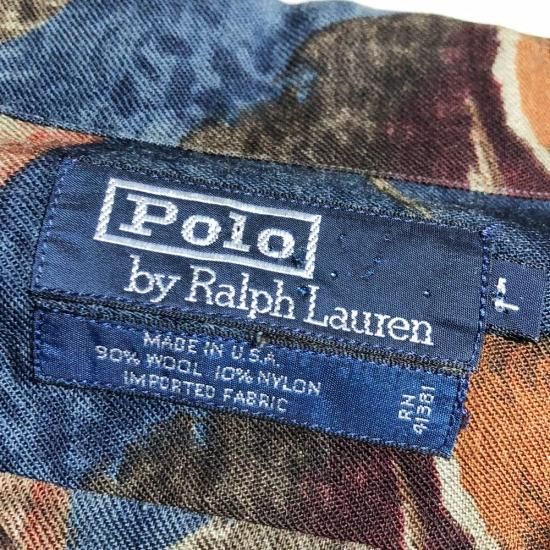 Polo
by Ralph Lauren
L
MADE IN U.S.A.
90% WOOL 10% NYLON
IMPORTED FABRIC
RN
41381